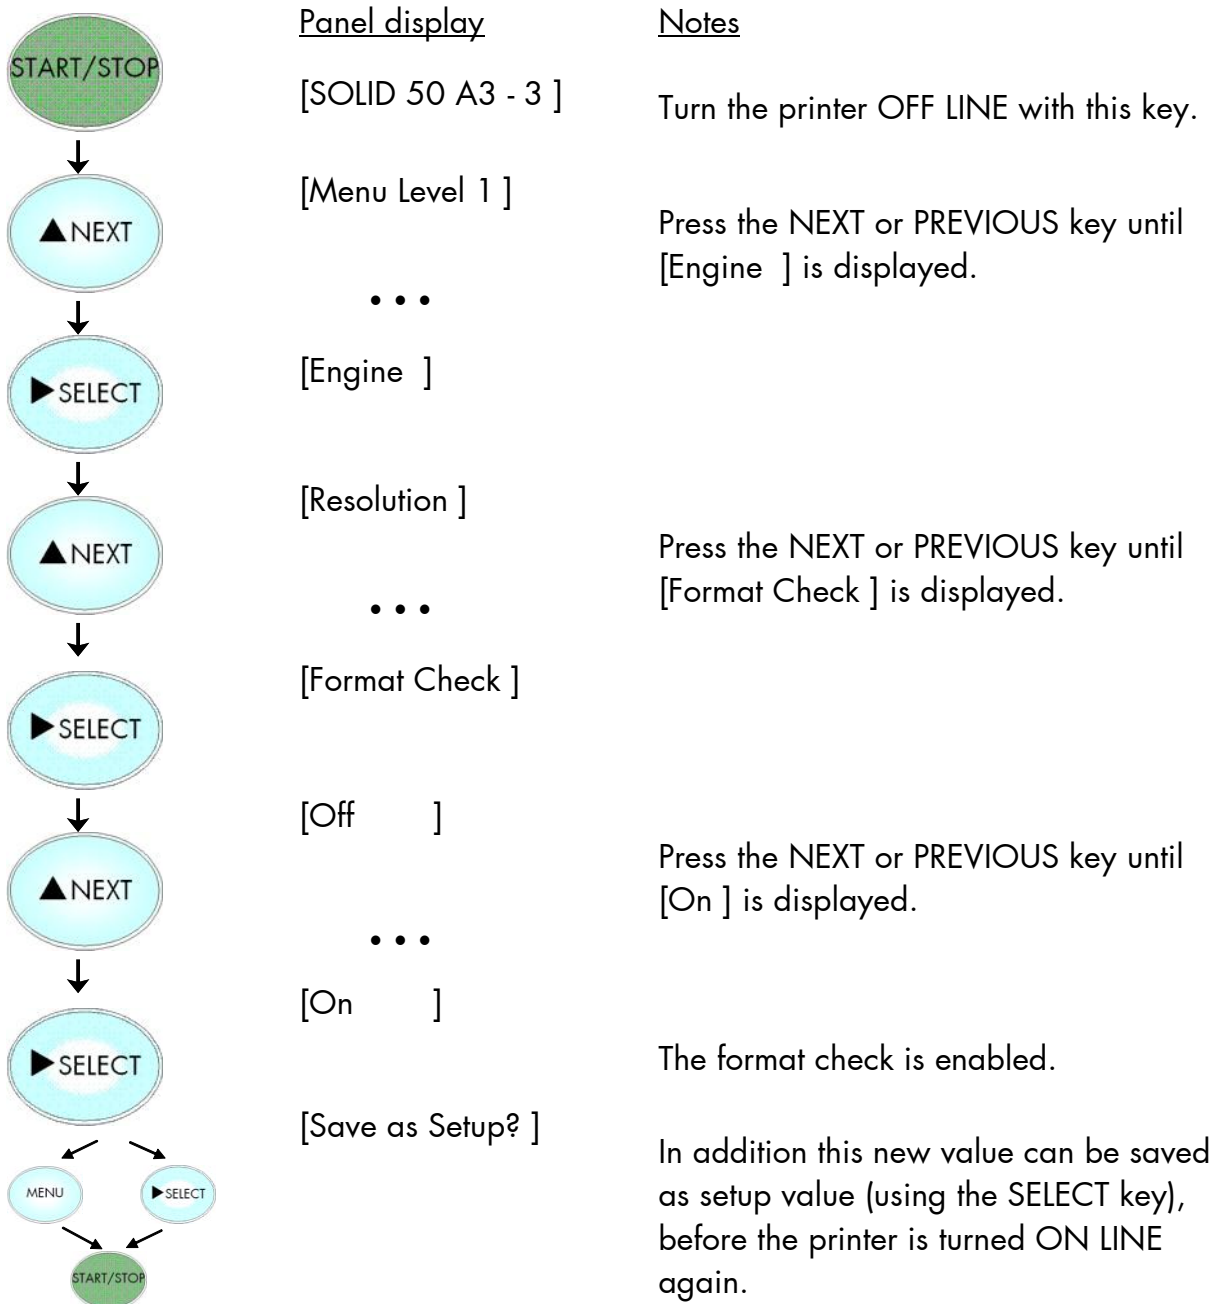 Panel display Notes
START/STOP
[SOLID 50 A3 - 3 ]
Turn the printer OFF LINE with this key.
▲NEXT
[Menu Level 1 ]
Press the NEXT or PREVIOUS key until
[Engine  ] is displayed.
• • •
▶SELECT
[Engine  ]
▲NEXT
[Resolution ]
Press the NEXT or PREVIOUS key until
[Format Check ] is displayed.
• • •
▶SELECT
[Format Check ]
▲NEXT
[Off        ]
Press the NEXT or PREVIOUS key until
[On ] is displayed.
• • •
▶SELECT
[On        ]
The format check is enabled.
[Save as Setup? ]
In addition this new value can be saved
as setup value (using the SELECT key),
before the printer is turned ON LINE
again.
MENU ▶SELECT
START/STOP